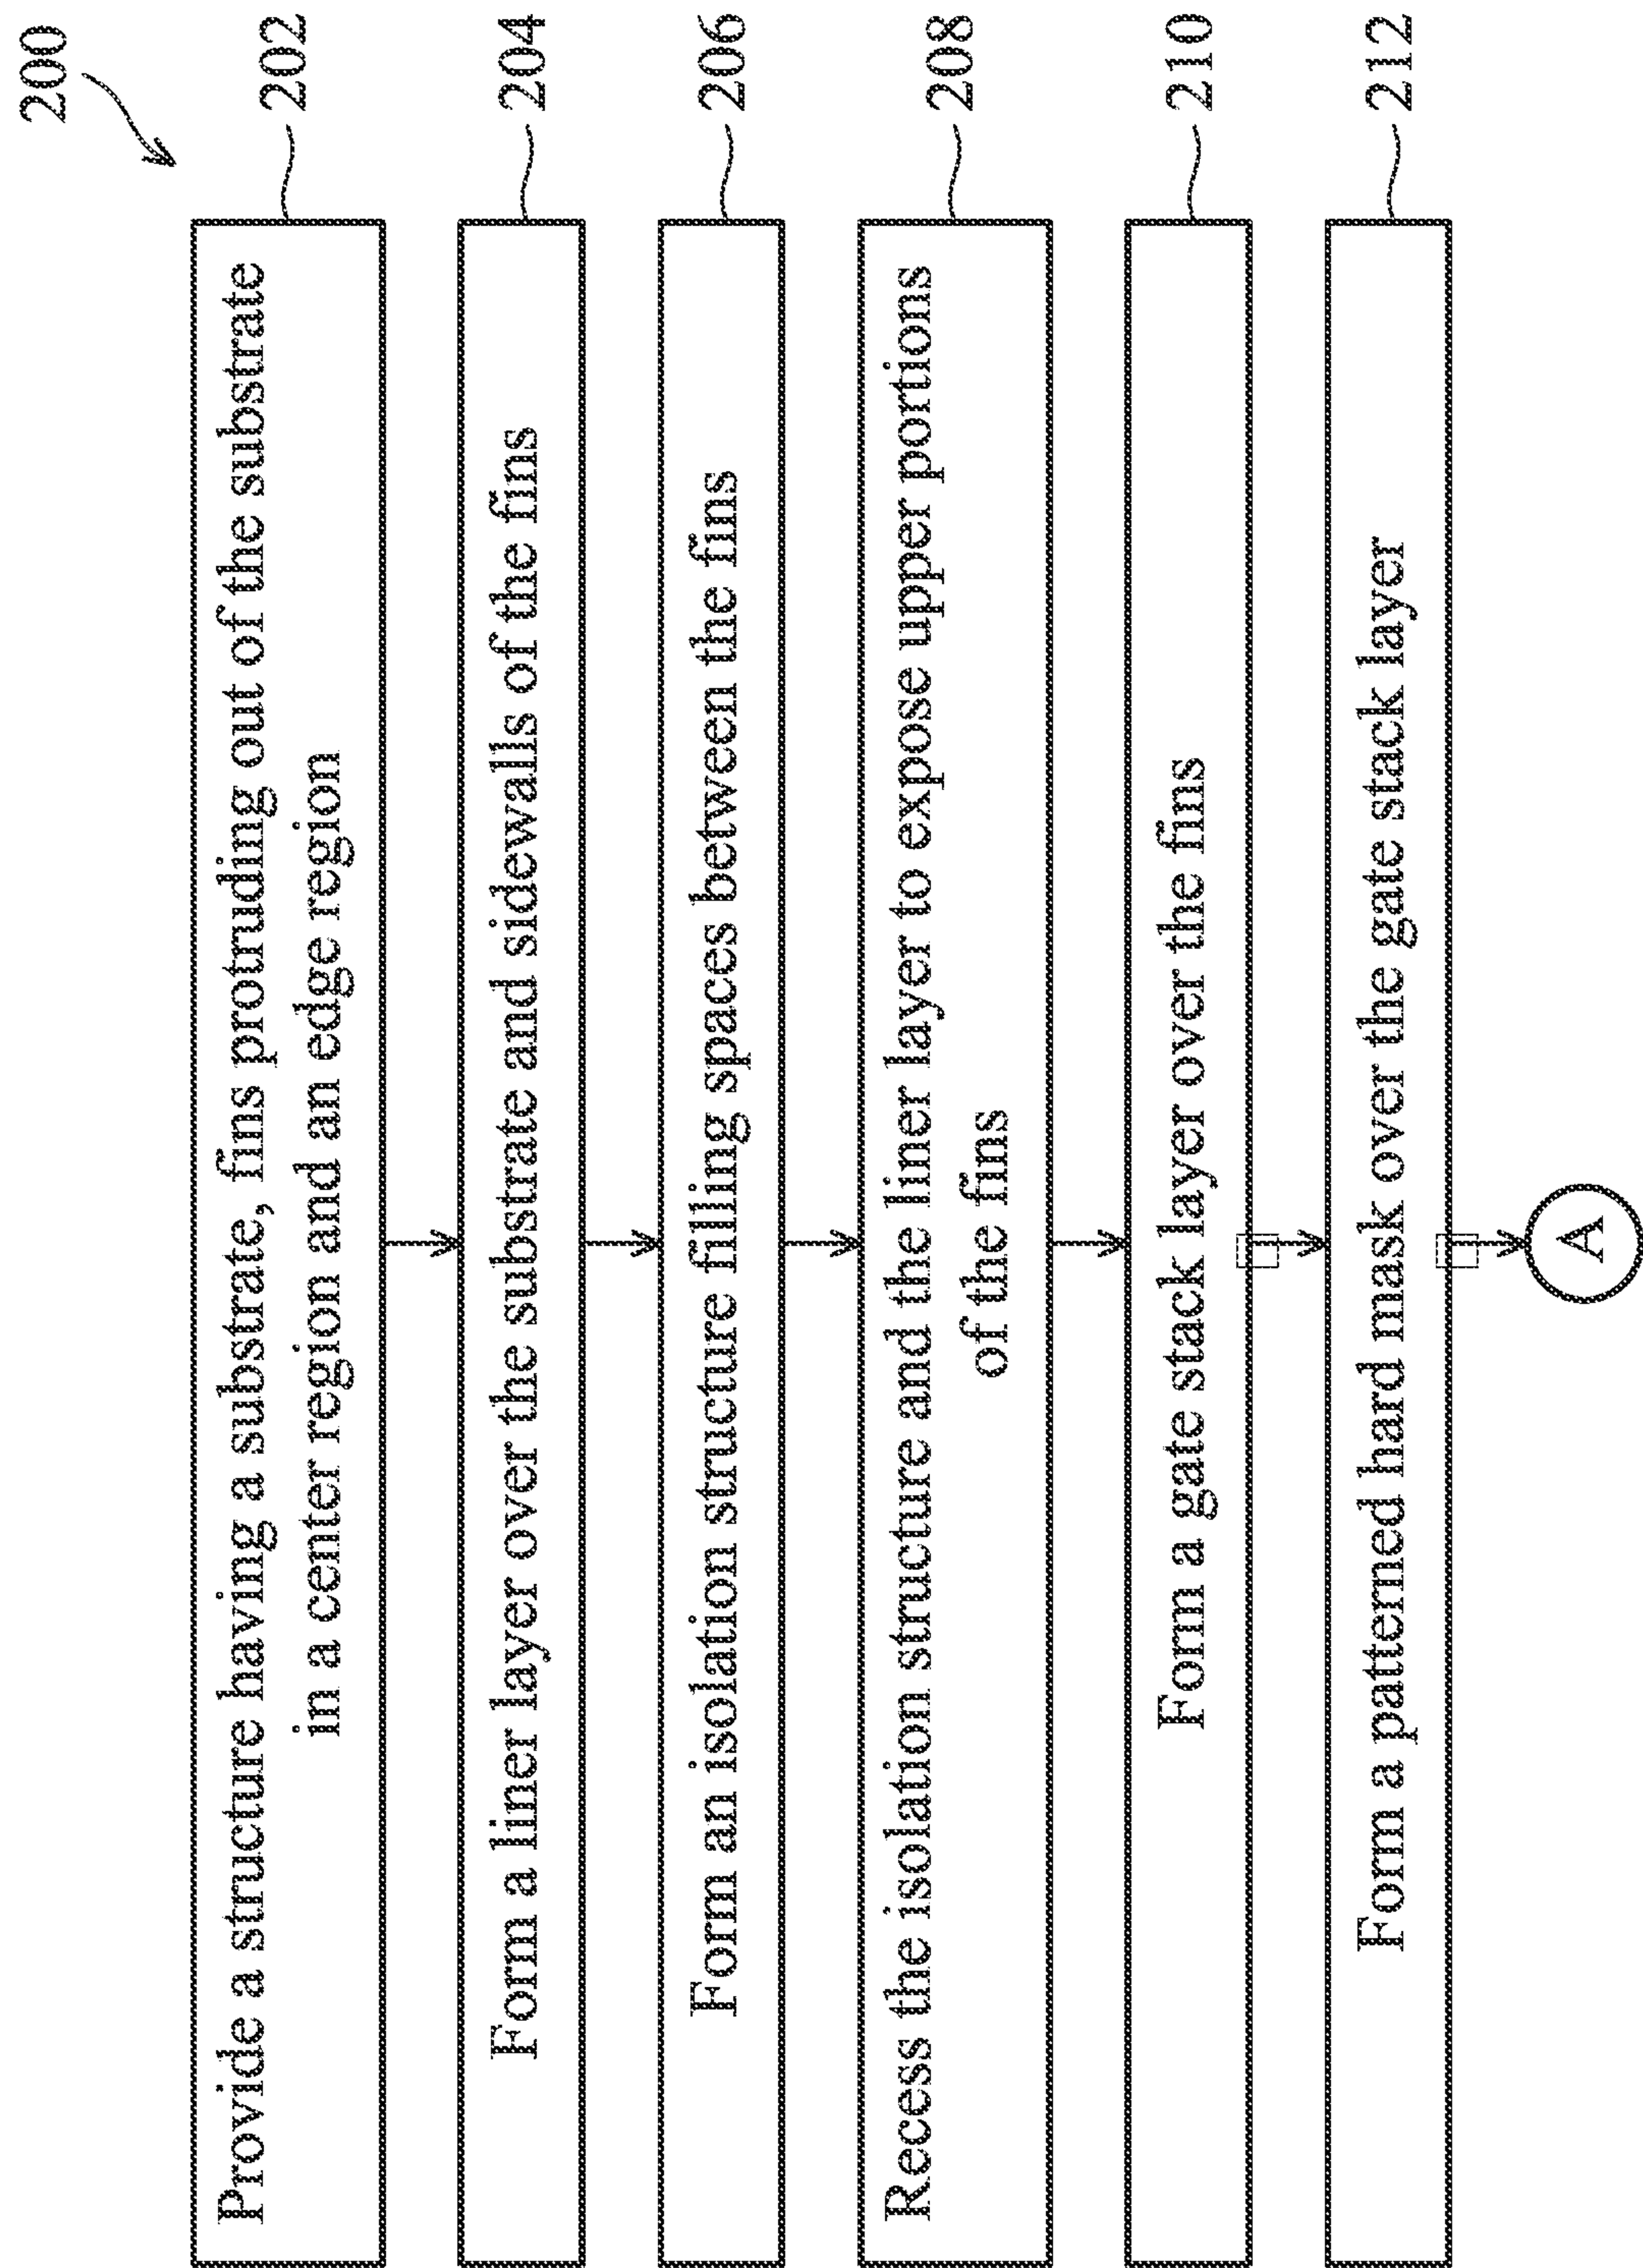 200
Provide a structure having a substrate, fins protruding out of the substrate
in a center region and an edge region
202
Form a liner layer over the substrate and sidewalls of the fins
204
Form an isolation structure filling spaces between the fins
206
Recess the isolation structure and the liner layer to expose upper portions
of the fins
208
Form a gate stack layer over the fins
210
Form a patterned hard mask over the gate stack layer
212
A